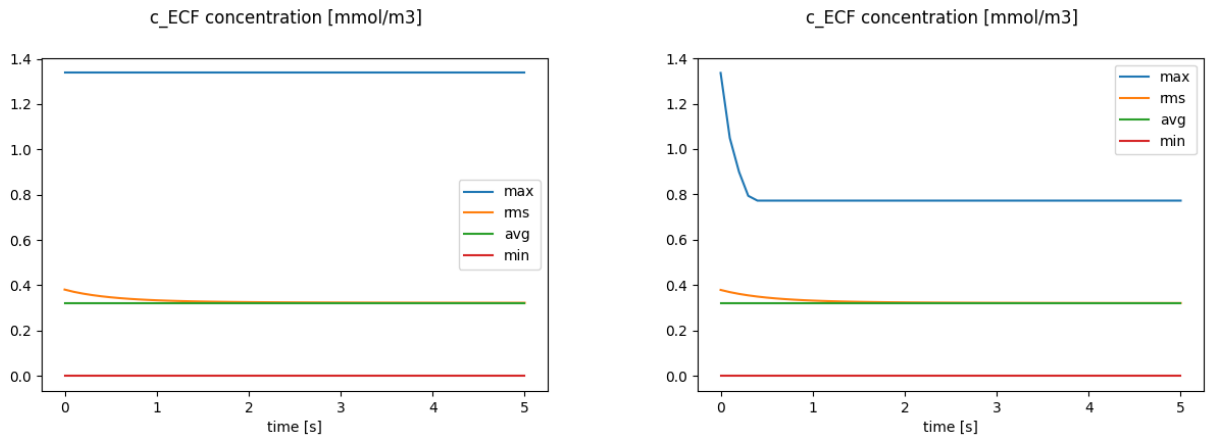 c_ECF concentration [mmol/m3]
1.4
1.2
1.0
0.8
0.6
0.4
0.2
0.0
max
rms
avg
min
0 1 2 3 4 5
time [s]
c_ECF concentration [mmol/m3]
1.4
1.2
1.0
0.8
0.6
0.4
0.2
0.0
max
rms
avg
min
0 1 2 3 4 5
time [s]